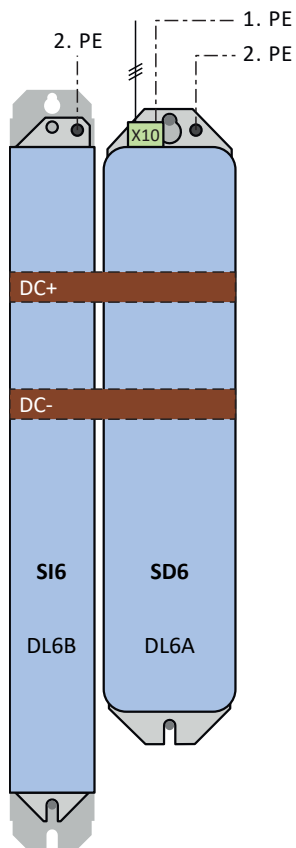 1. PE
2. PE
2. PE
X10
DC+
DC-
SI6
SD6
DL6B
DL6A